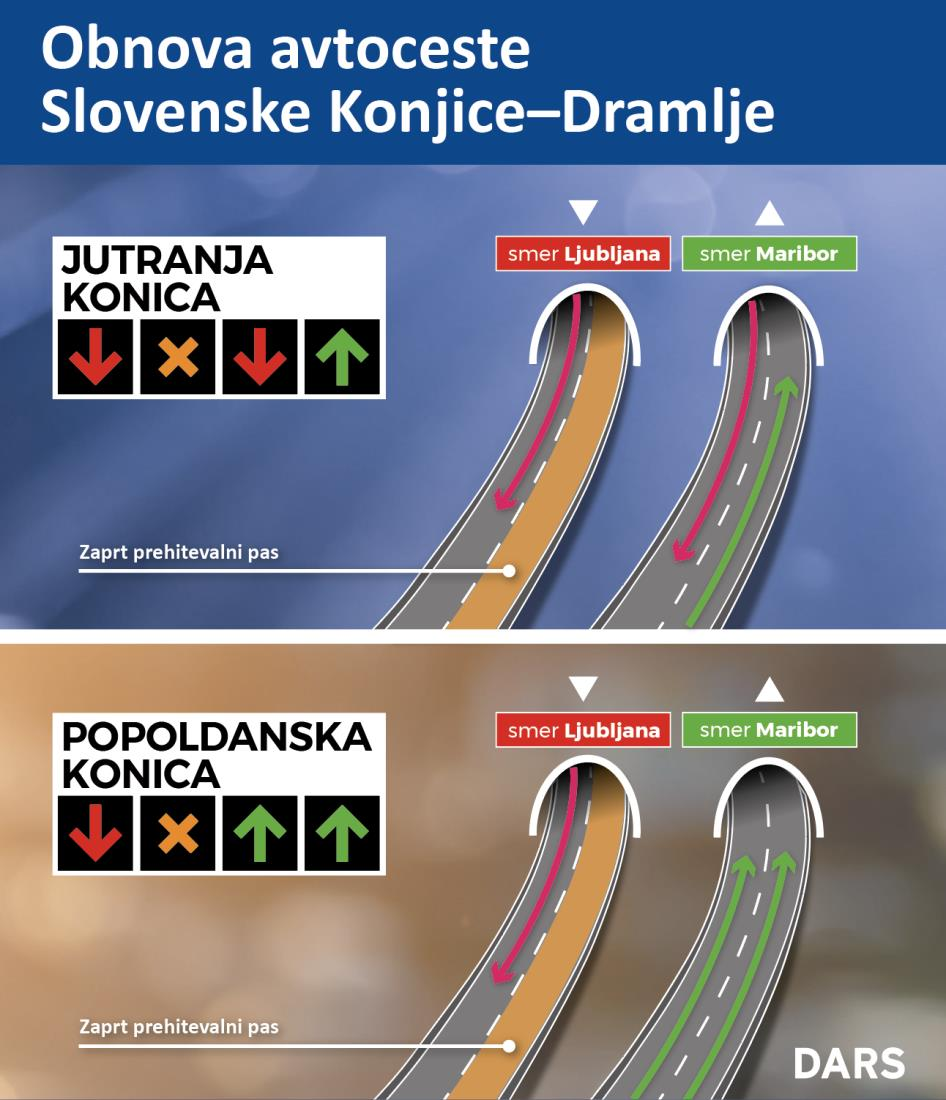 Obnova avtoceste
Slovenske Konjice–Dramlje
JUTRANJA
KONICA
smer Ljubljana
smer Maribor
Zaprt prehitevalni pas
POPOLDANSKA
KONICA
smer Ljubljana
smer Maribor
Zaprt prehitevalni pas
DARS